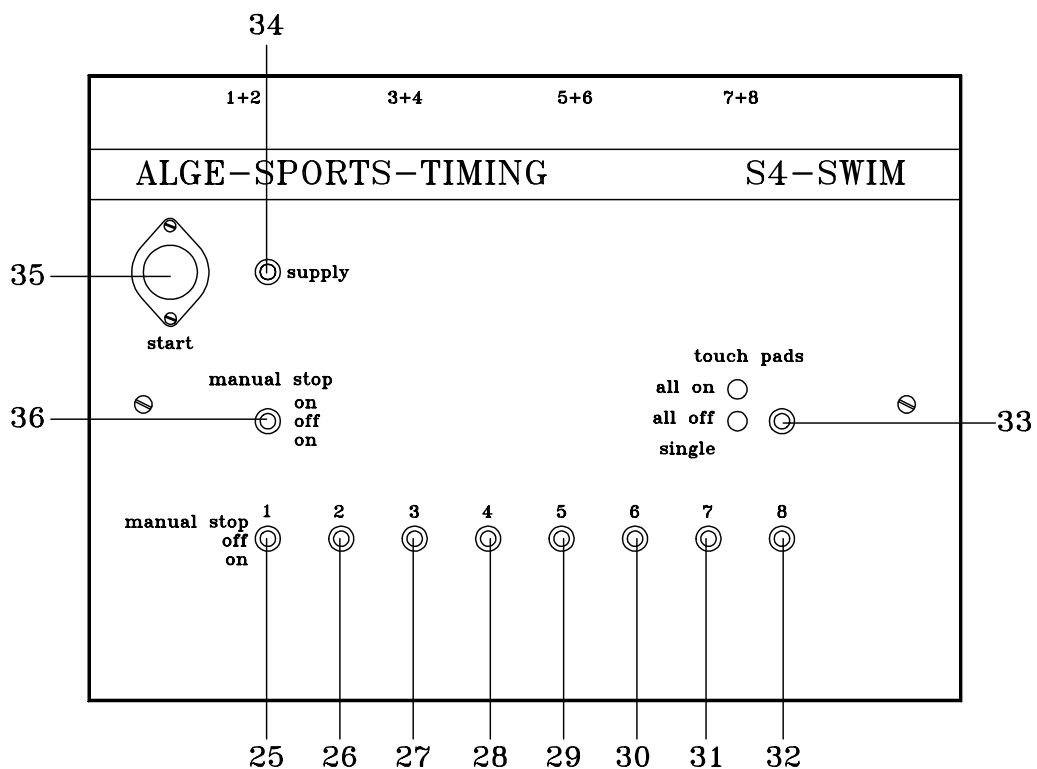 34
1+2 3+4 5+6 7+8
ALGE-SPORTS-TIMING S4-SWIM
35
supply
start
touch pads
manual stop
all on
on
36
off
all off
33
on
single
1 2 3 4 5 6 7 8
manual stop
off
on
25 26 27 28 29 30 31 32